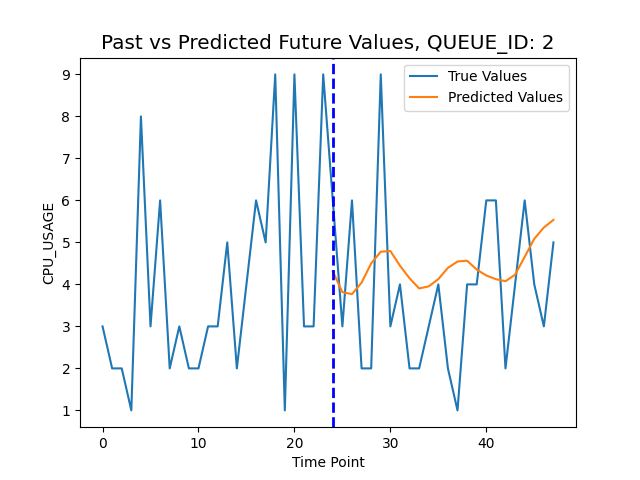 Past vs Predicted Future Values, QUEUE_ID: 2
True Values
Predicted Values
CPU_USAGE
9
8
7
6
5
4
3
2
1
0 10 20 30 40
Time Point